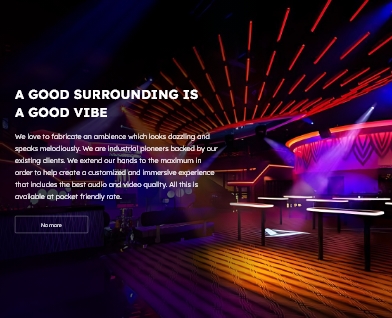 A GOOD SURROUNDING IS
A GOOD VIBE
We love to fabricate an ambience which looks dazzling and
speaks melodiously. We are industrial pioneers backed by our
existing clients. We extend our hands to the maximum in
order to help create a customized and immersive experience
that includes the best audio and video quality. All this is
available at pocket friendly rate.
No more